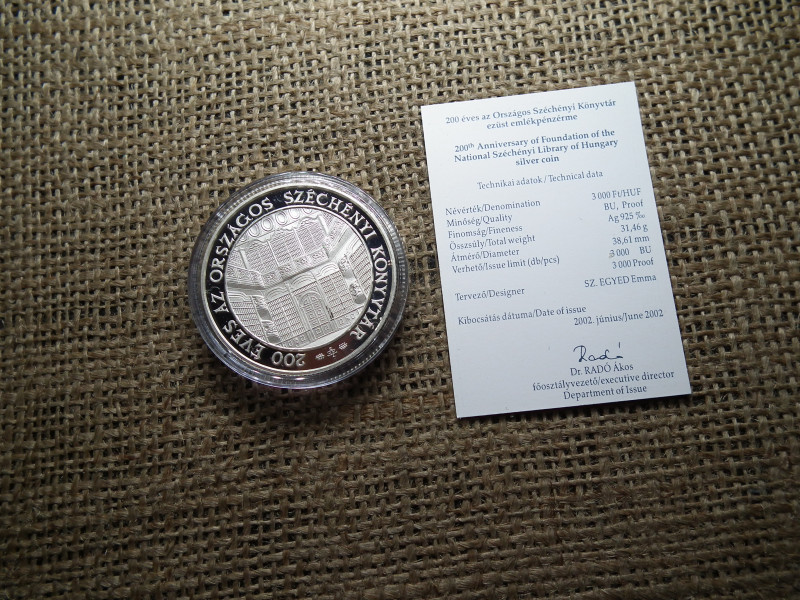 200 ÉVES AZ ORSZÁGOS SZÉCHÉNYI KÖNYVTÁR
200 éves az Országos Széchényi Könyvtár
ezüst emlékpénzérme
200th Anniversary of Foundation of the
National Széchényi Library of Hungary
silver coin
Technikai adatok / Technical data
Névérték/Denomination 3 000 Ft/HUF
Minőség/Quality BU, Proof
Finomság/Fineness Ag 925 ‰
Összsúly/Total weight 31,46 g
Átmérő/Diameter 38,61 mm
Verhető/Issue limit (db/pcs) 3 000 BU
3 000 Proof
Tervező/Designer SZ. EGYED Emma
Kibocsátás dátuma/Date of issue
2002. június/June 2002
Radó
Dr. RADÓ Ákos
főosztályvezető/executive director
Department of Issue